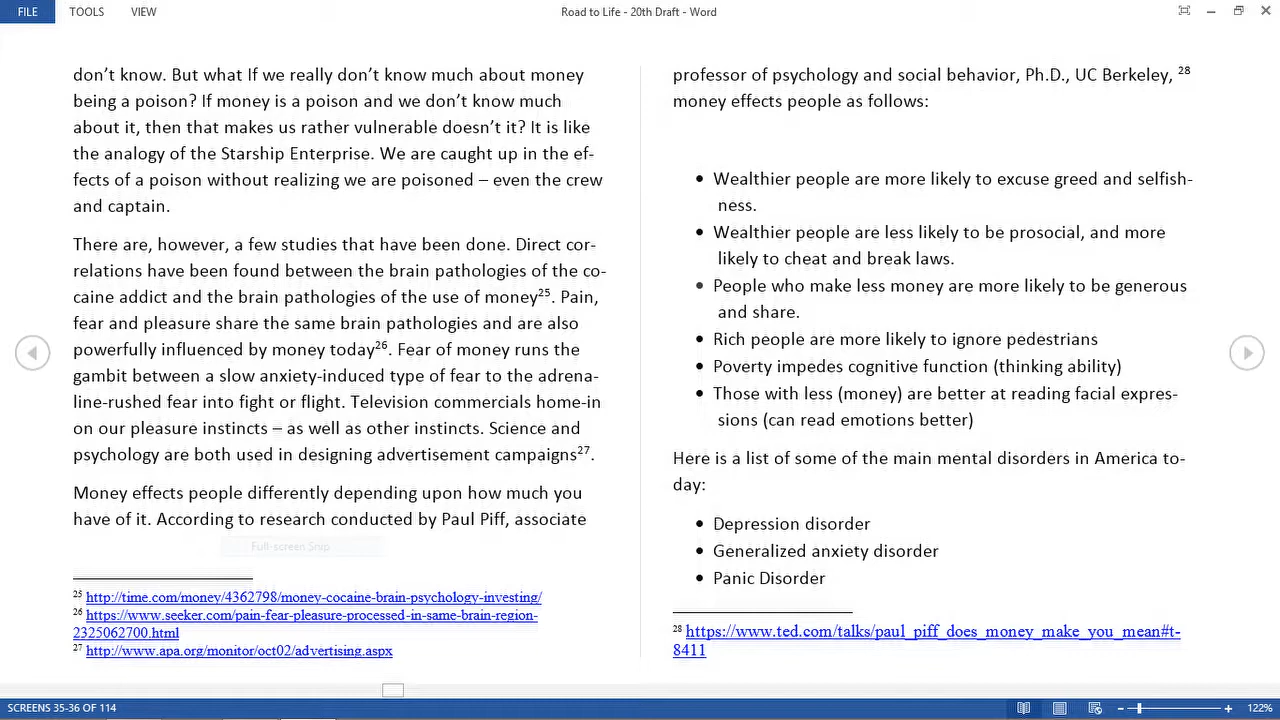 FILE TOOLS VIEW Road to Life - 20th Draft - Word
don't know. But what If we really don't know much about money
being a poison? If money is a poison and we don't know much
about it, then that makes us rather vulnerable doesn't it? It is like
the analogy of the Starship Enterprise. We are caught up in the ef-
fects of a poison without realizing we are poisoned – even the crew
and captain.
There are, however, a few studies that have been done. Direct cor-
relations have been found between the brain pathologies of the co-
caine addict and the brain pathologies of the use of money25. Pain,
fear and pleasure share the same brain pathologies and are also
powerfully influenced by money today26. Fear of money runs the
gambit between a slow anxiety-induced type of fear to the adrena-
line-rushed fear into fight or flight. Television commercials home-in
on our pleasure instincts – as well as other instincts. Science and
psychology are both used in designing advertisement campaigns27.
Money effects people differently depending upon how much you
have of it. According to research conducted by Paul Piff, associate
Full-screen Snip
25 http://time.com/money/4362798/money-cocaine-brain-psychology-investing/
26 https://www.seeker.com/pain-fear-pleasure-processed-in-same-brain-region-
2325062700.html
27 http://www.apa.org/monitor/oct02/advertising.aspx
professor of psychology and social behavior, Ph.D., UC Berkeley, 28
money effects people as follows:
• Wealthier people are more likely to excuse greed and selfish-
ness.
• Wealthier people are less likely to be prosocial, and more
likely to cheat and break laws.
• People who make less money are more likely to be generous
and share.
• Rich people are more likely to ignore pedestrians
• Poverty impedes cognitive function (thinking ability)
• Those with less (money) are better at reading facial expres-
sions (can read emotions better)
Here is a list of some of the main mental disorders in America to-
day:
• Depression disorder
• Generalized anxiety disorder
• Panic Disorder
28 https://www.ted.com/talks/paul_piff_does_money_make_you_mean#t-
8411
SCREENS 35-36 OF 114 122%